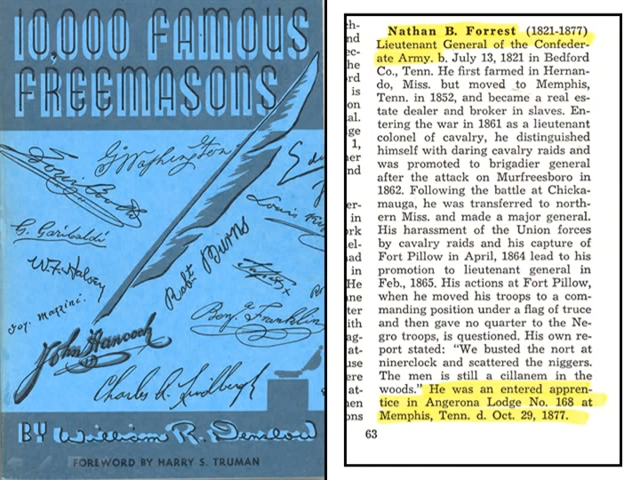 10,000 FAMOUS
FREEMASONS
G Washington
G. Garibaldi
W. F. Halsey
Mazzini.
Robt Burns
Benj. Franklin
John Hancock
Charles A. Lindbergh
BY William R. Denslow
FOREWORD BY HARRY S. TRUMAN
Nathan B. Forrest (1821-1877)
Lieutenant General of the Confeder-
ate Army. b. July 13, 1821 in Bedford
Co., Tenn. He first farmed in Hernan-
do, Miss. but moved to Memphis,
Tenn. in 1852, and became a real es-
tate dealer and broker in slaves. En-
tering the war in 1861 as a lieutenant
colonel of cavalry, he distinguished
himself with daring cavalry raids and
was promoted to brigadier general
after the attack on Murfreesboro in
1862. Following the battle at Chicka-
mauga, he was transferred to north-
ern Miss. and made a major general.
His harassment of the Union forces
by cavalry raids and his capture of
Fort Pillow in April, 1864 lead to his
promotion to lieutenant general in
Feb., 1865. His actions at Fort Pillow,
when he moved his troops to a com-
manding position under a flag of truce
and then gave no quarter to the Ne-
gro troops, is questioned. His own re-
port stated: "We busted the nort at
ninerclock and scattered the niggers.
The men is still a cillanem in the
woods." He was an entered appren-
tice in Angerona Lodge No. 168 at
Memphis, Tenn. d. Oct. 29, 1877.
63